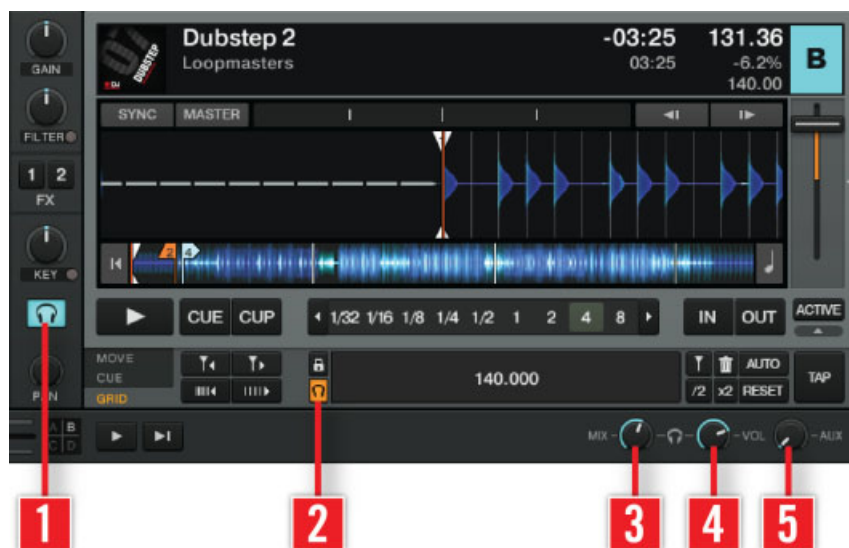 GAIN
FILTER
1 2
FX
KEY
PAN
DUBSTEP
Dubstep 2
Loopmasters
-03:25
03:25
131.36
-6.2%
140.00
B
SYNC MASTER
2 4
CUE CUP
1/32 1/16 1/8 1/4 1/2 1 2 4 8
IN OUT
ACTIVE
MOVE
CUE
GRID
140.000
AUTO
/2 x2 RESET
TAP
A B
C D
MIX
VOL
AUX
1 2 3 4 5